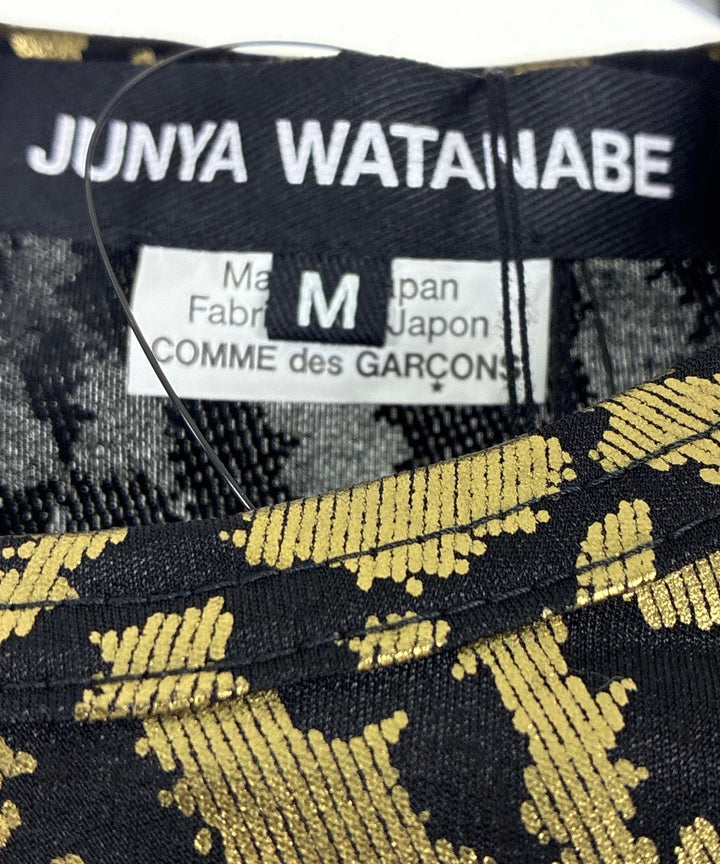 JUNYA WATANABE
M
Japon
COMME des GARÇONS